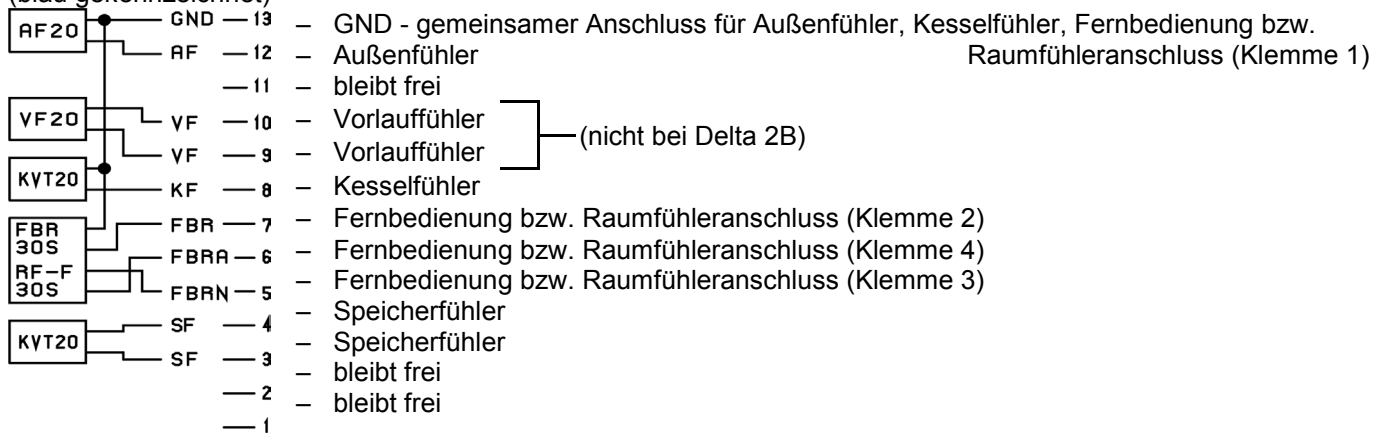 AF20 GND 13 – GND - gemeinsamer Anschluss für Außenfühler, Kesselfühler, Fernbedienung bzw.
AF 12 – Außenfühler Raumfühleranschluss (Klemme 1)
11 – bleibt frei
VF20 VF 10 – Vorlauffühler
(nicht bei Delta 2B)
VF 9 – Vorlauffühler
KVT20 KF 8 – Kesselfühler
FBR 30S FBR 7 – Fernbedienung bzw. Raumfühleranschluss (Klemme 2)
FBRA 6 – Fernbedienung bzw. Raumfühleranschluss (Klemme 4)
RF-F 30S FBRN 5 – Fernbedienung bzw. Raumfühleranschluss (Klemme 3)
KVT20 SF 4 – Speicherfühler
SF 3 – Speicherfühler
2 – bleibt frei
1 – bleibt frei